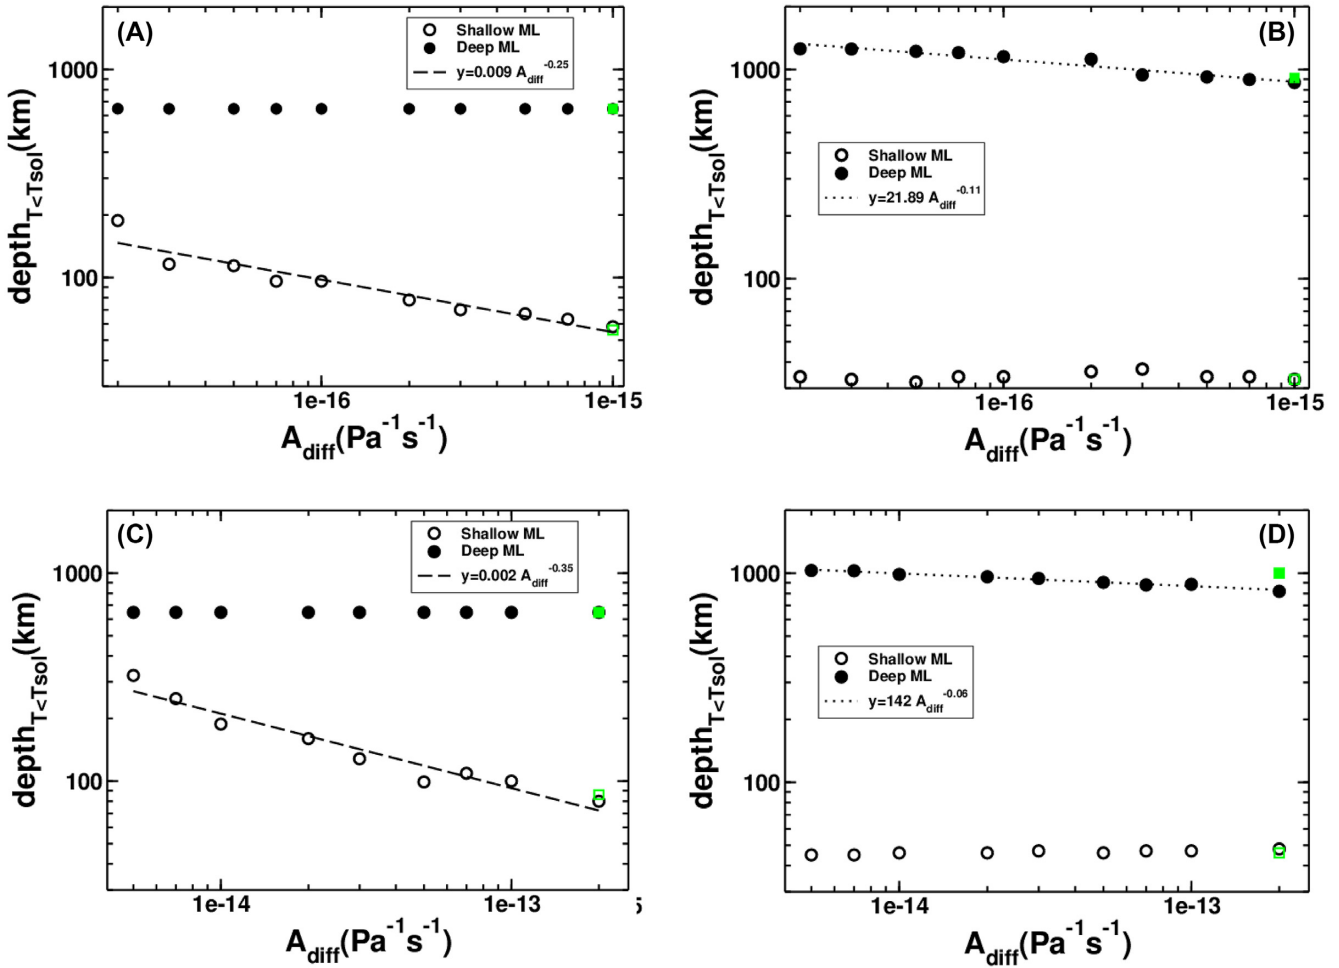 (A)
Shallow ML
Deep ML
y=0.009 A_diff^-0.25
1000
100
depth_T<Tsol(km)
1e-16
1e-15
A_diff(Pa^-1s^-1)
(B)
Shallow ML
Deep ML
y=21.89 A_diff^-0.11
1000
100
depth_T<Tsol(km)
1e-16
1e-15
A_diff(Pa^-1s^-1)
(C)
Shallow ML
Deep ML
y=0.002 A_diff^-0.35
1000
100
depth_T<Tsol(km)
1e-14
1e-13
A_diff(Pa^-1s^-1)
(D)
Shallow ML
Deep ML
y=142 A_diff^-0.06
1000
100
depth_T<Tsol(km)
1e-14
1e-13
A_diff(Pa^-1s^-1)